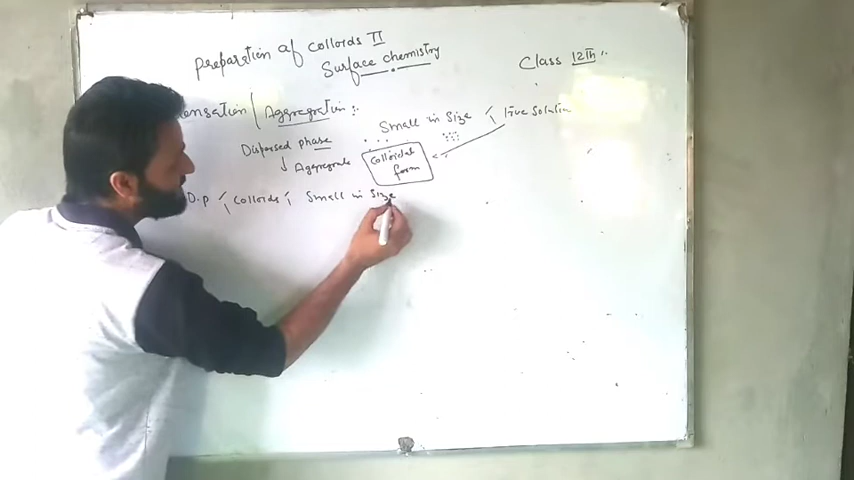 Preparation of colloids II
Surface chemistry
Class 12th
ensation / Aggregation :-
Small in Size < True Solution
Dispersed phase
↓ Aggregate
Colloidal
form
D.p < Colloids < Small in Size